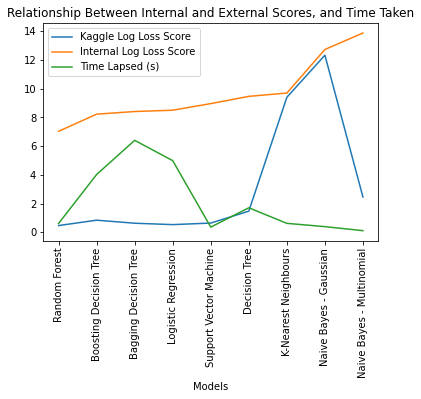 Relationship Between Internal and External Scores, and Time Taken
Kaggle Log Loss Score
Internal Log Loss Score
Time Lapsed (s)
14
12
10
8
6
4
2
0
Random Forest
Boosting Decision Tree
Bagging Decision Tree
Logistic Regression
Support Vector Machine
Decision Tree
K-Nearest Neighbours
Naive Bayes - Gaussian
Naive Bayes - Multinomial
Models